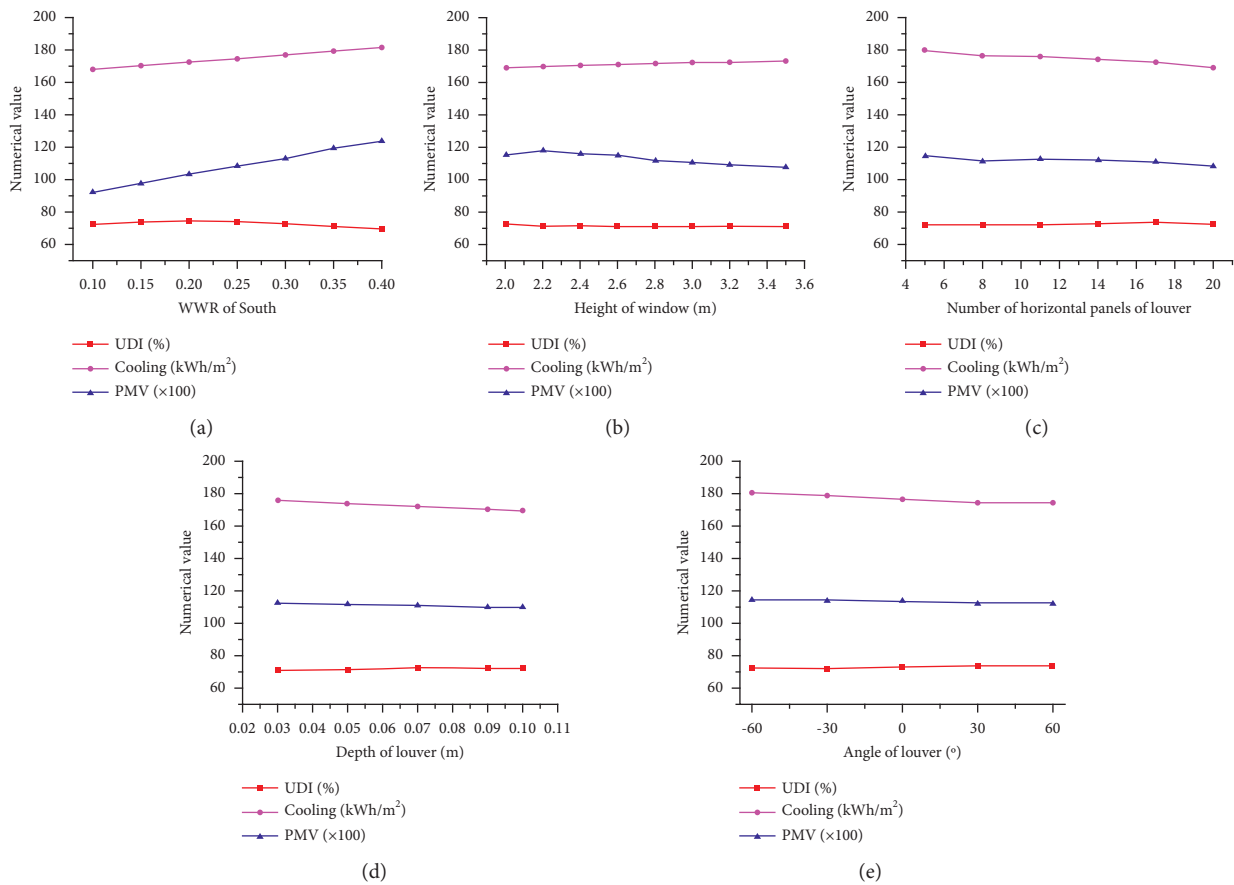 200
180
160
140
120
100
80
60
Numerical value
0.10 0.15 0.20 0.25 0.30 0.35 0.40
WWR of South
UDI (%)
Cooling (kWh/m²)
PMV (×100)
(a)
200
180
160
140
120
100
80
60
Numerical value
2.0 2.2 2.4 2.6 2.8 3.0 3.2 3.4 3.6
Height of window (m)
UDI (%)
Cooling (kWh/m²)
PMV (×100)
(b)
200
180
160
140
120
100
80
60
Numerical value
4 6 8 10 12 14 16 18 20
Number of horizontal panels of louver
UDI (%)
Cooling (kWh/m²)
PMV (×100)
(c)
200
180
160
140
120
100
80
60
Numerical value
0.02 0.03 0.04 0.05 0.06 0.07 0.08 0.09 0.10 0.11
Depth of louver (m)
UDI (%)
Cooling (kWh/m²)
PMV (×100)
(d)
200
180
160
140
120
100
80
60
Numerical value
-60 -30 0 30 60
Angle of louver (º)
UDI (%)
Cooling (kWh/m²)
PMV (×100)
(e)